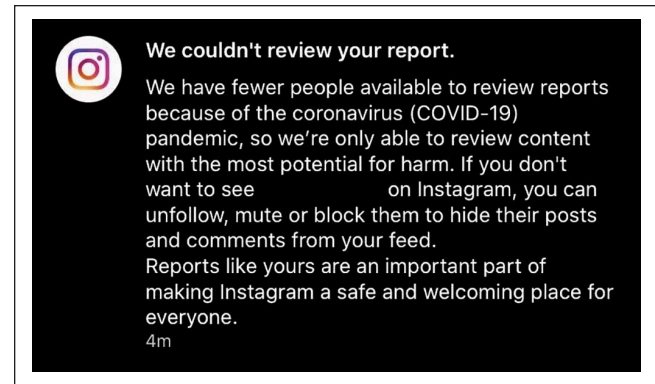 We couldn't review your report.
We have fewer people available to review reports
because of the coronavirus (COVID-19)
pandemic, so we’re only able to review content
with the most potential for harm. If you don't
want to see on Instagram, you can
unfollow, mute or block them to hide their posts
and comments from your feed.
Reports like yours are an important part of
making Instagram a safe and welcoming place for
everyone.
4m